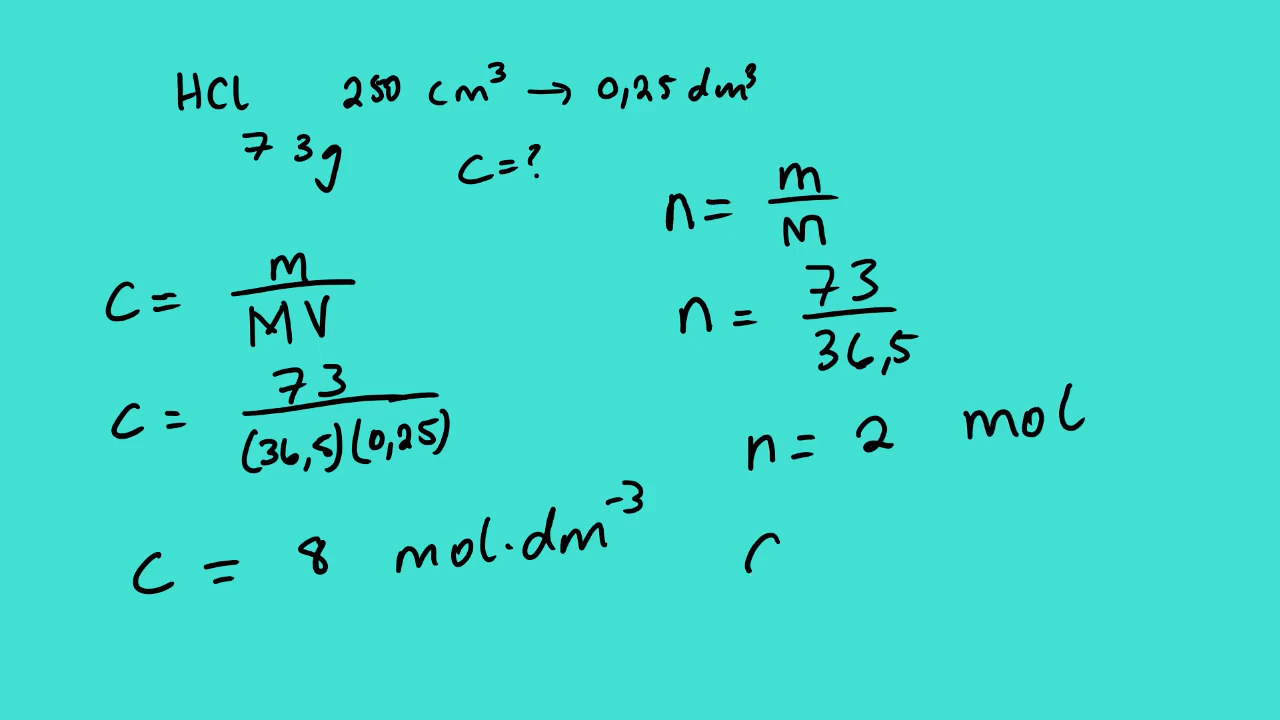 HCl 250 cm³ → 0,25 dm³
73g c = ?
c = m / MV
c = 73 / (36,5)(0,25)
c = 8 mol·dm⁻³
n = m / M
n = 73 / 36,5
n = 2 mol
c